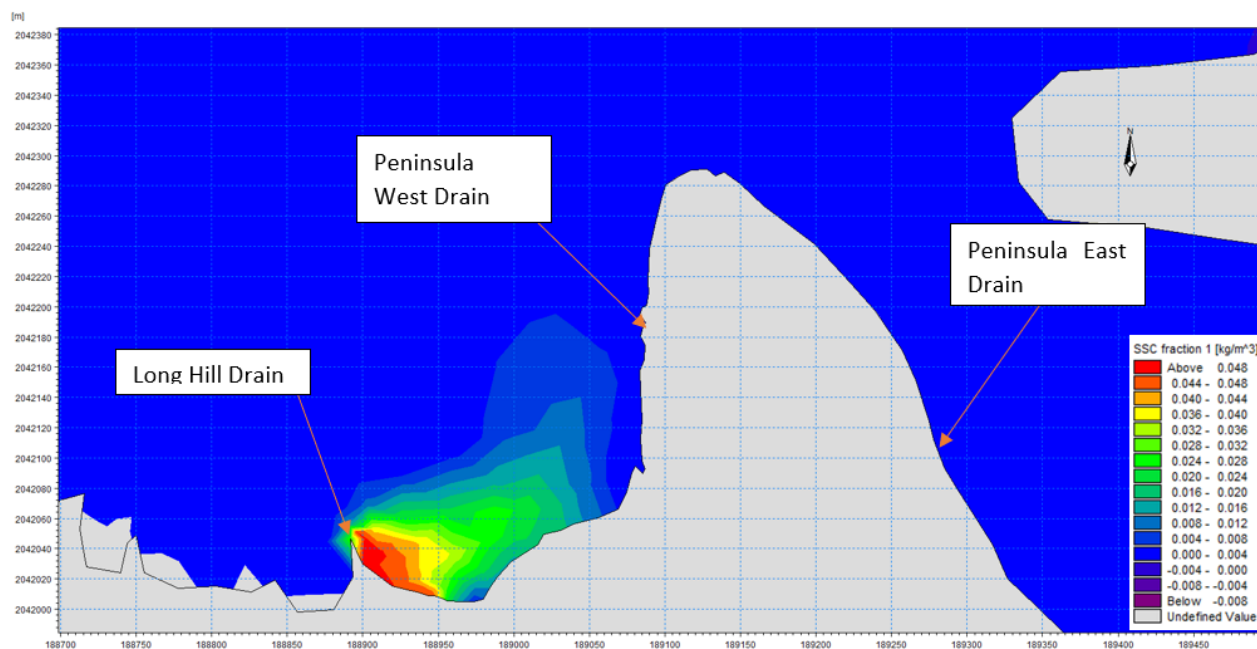 [m]
2042380
2042360
2042340
2042320
2042300
2042280
2042260
2042240
2042220
2042200
2042180
2042160
2042140
2042120
2042100
2042080
2042060
2042040
2042020
2042000
Peninsula
West Drain
N
Peninsula East
Drain
Long Hill Drain
SSC fraction 1 [kg/m^3]
Above 0.048
0.044 - 0.048
0.040 - 0.044
0.036 - 0.040
0.032 - 0.036
0.028 - 0.032
0.024 - 0.028
0.020 - 0.024
0.016 - 0.020
0.012 - 0.016
0.008 - 0.012
0.004 - 0.008
0.000 - 0.004
-0.004 - 0.000
-0.008 - -0.004
Below -0.008
Undefined Value
188700 188750 188800 188850 188900 188950 189000 189050 189100 189150 189200 189250 189300 189350 189400 189450